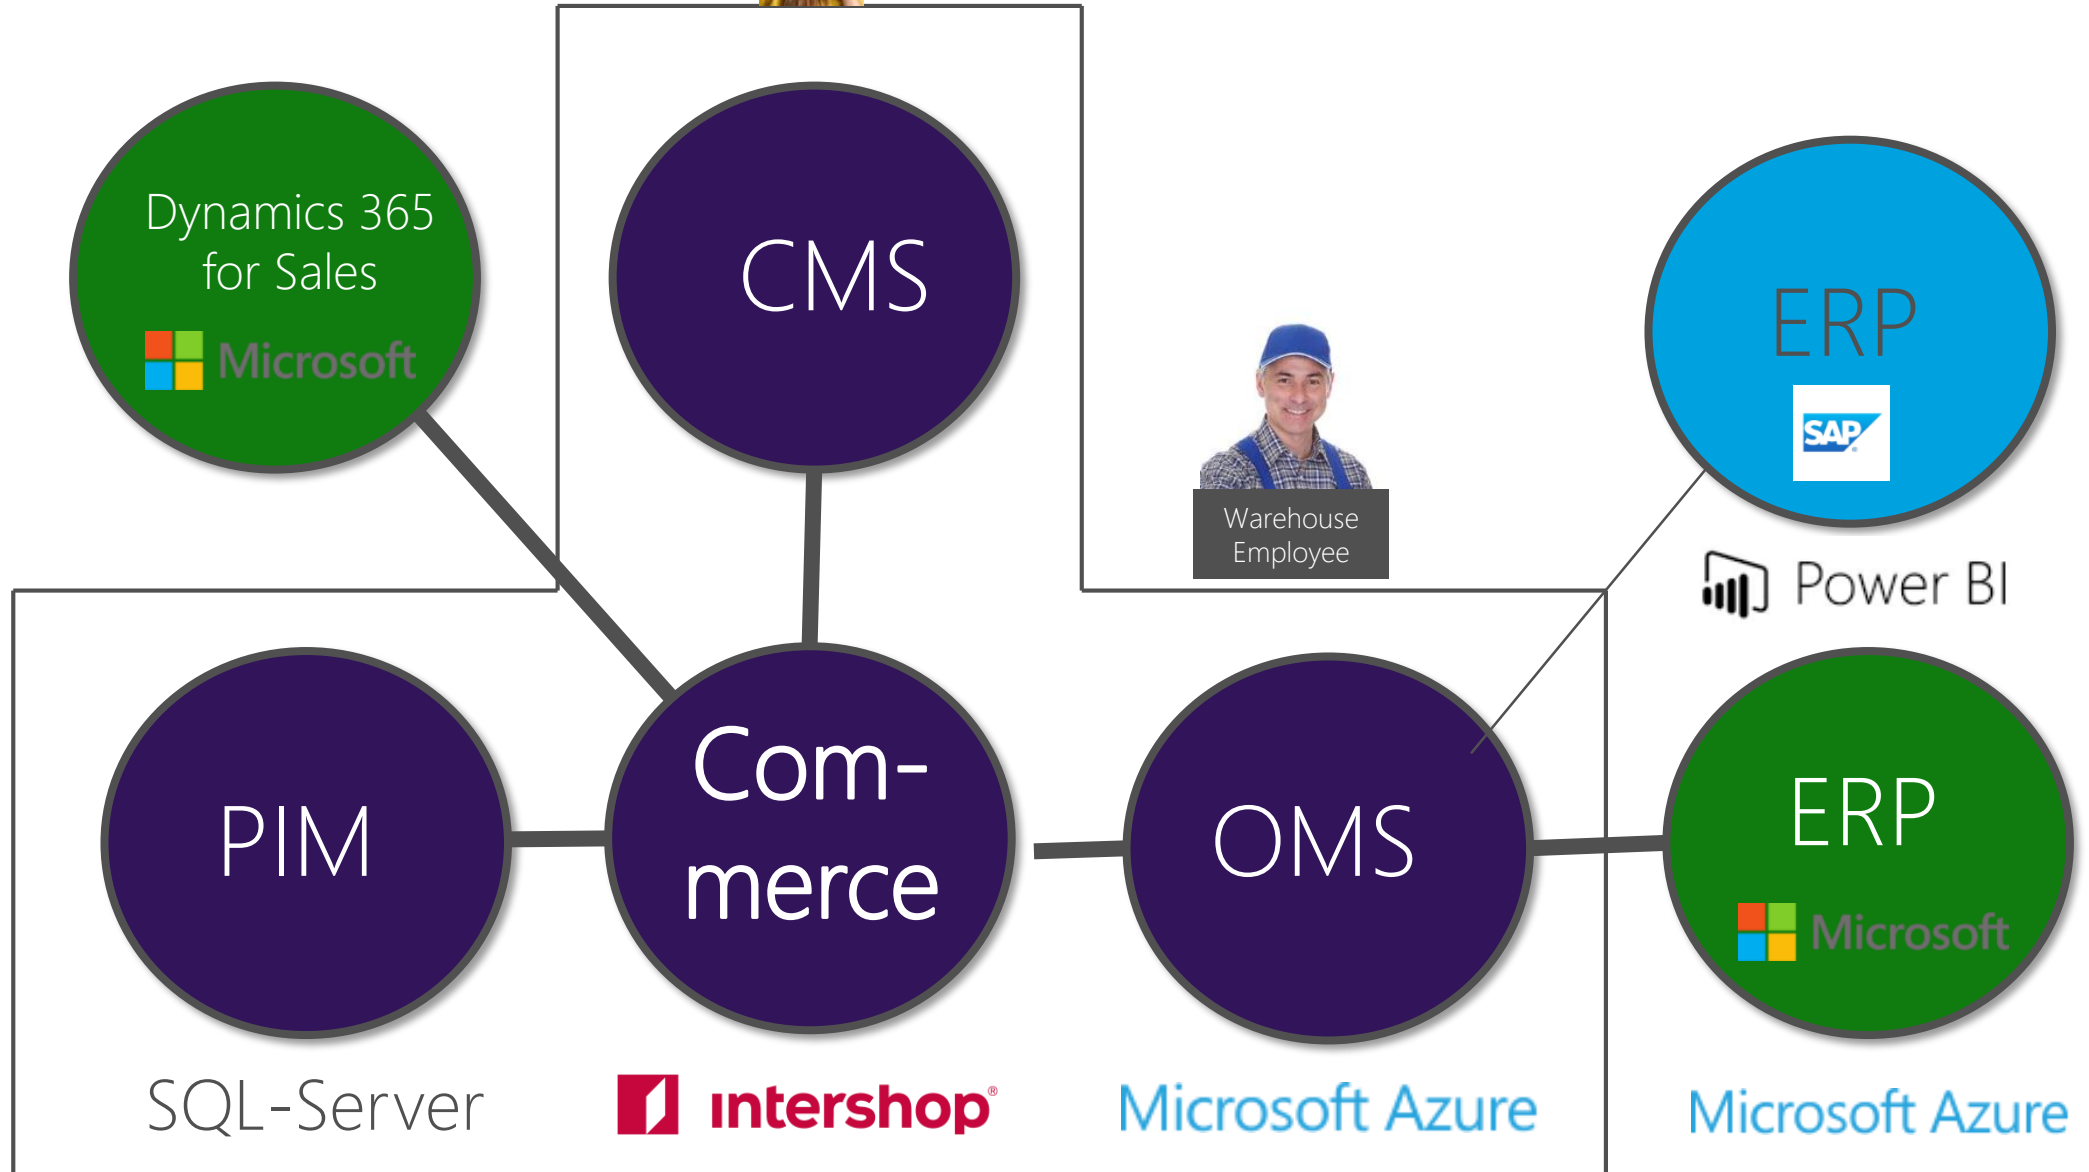 Dynamics 365
for Sales
Microsoft
CMS
ERP
SAP
Warehouse
Employee
Power BI
PIM
Com-
merce
OMS
ERP
Microsoft
SQL-Server
intershop®
Microsoft Azure
Microsoft Azure